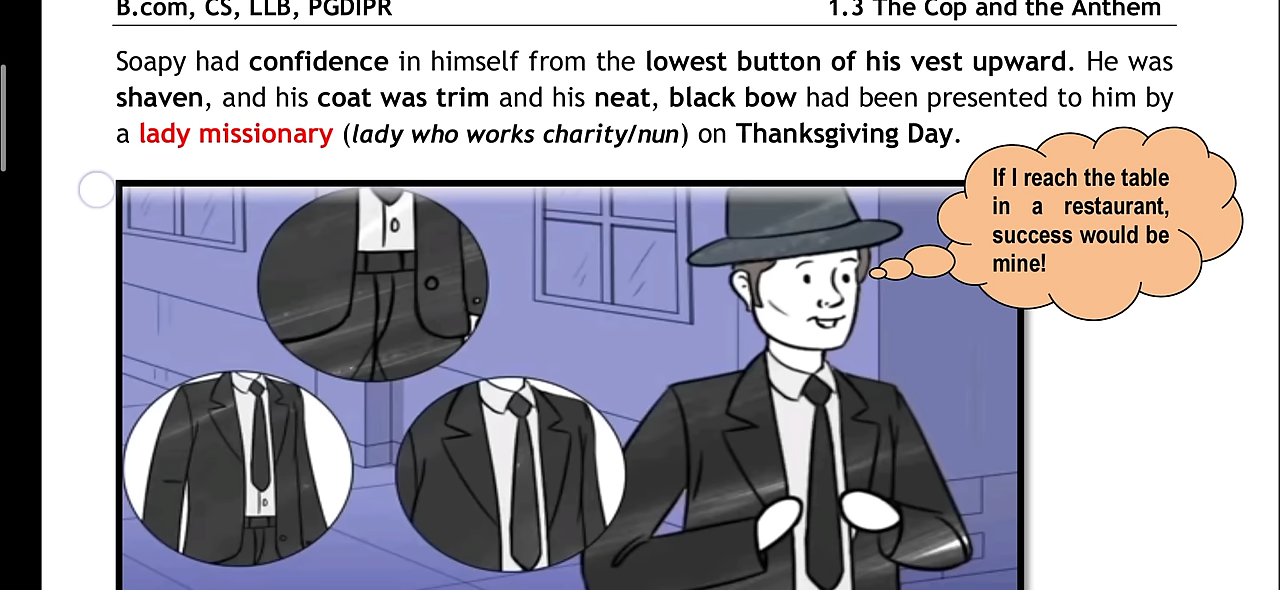 B.com, CS, LLB, PGDIPR 1.3 The Cop and the Anthem
Soapy had confidence in himself from the lowest button of his vest upward. He was
shaven, and his coat was trim and his neat, black bow had been presented to him by
a lady missionary (lady who works charity/nun) on Thanksgiving Day.
If I reach the table
in a restaurant,
success would be
mine!